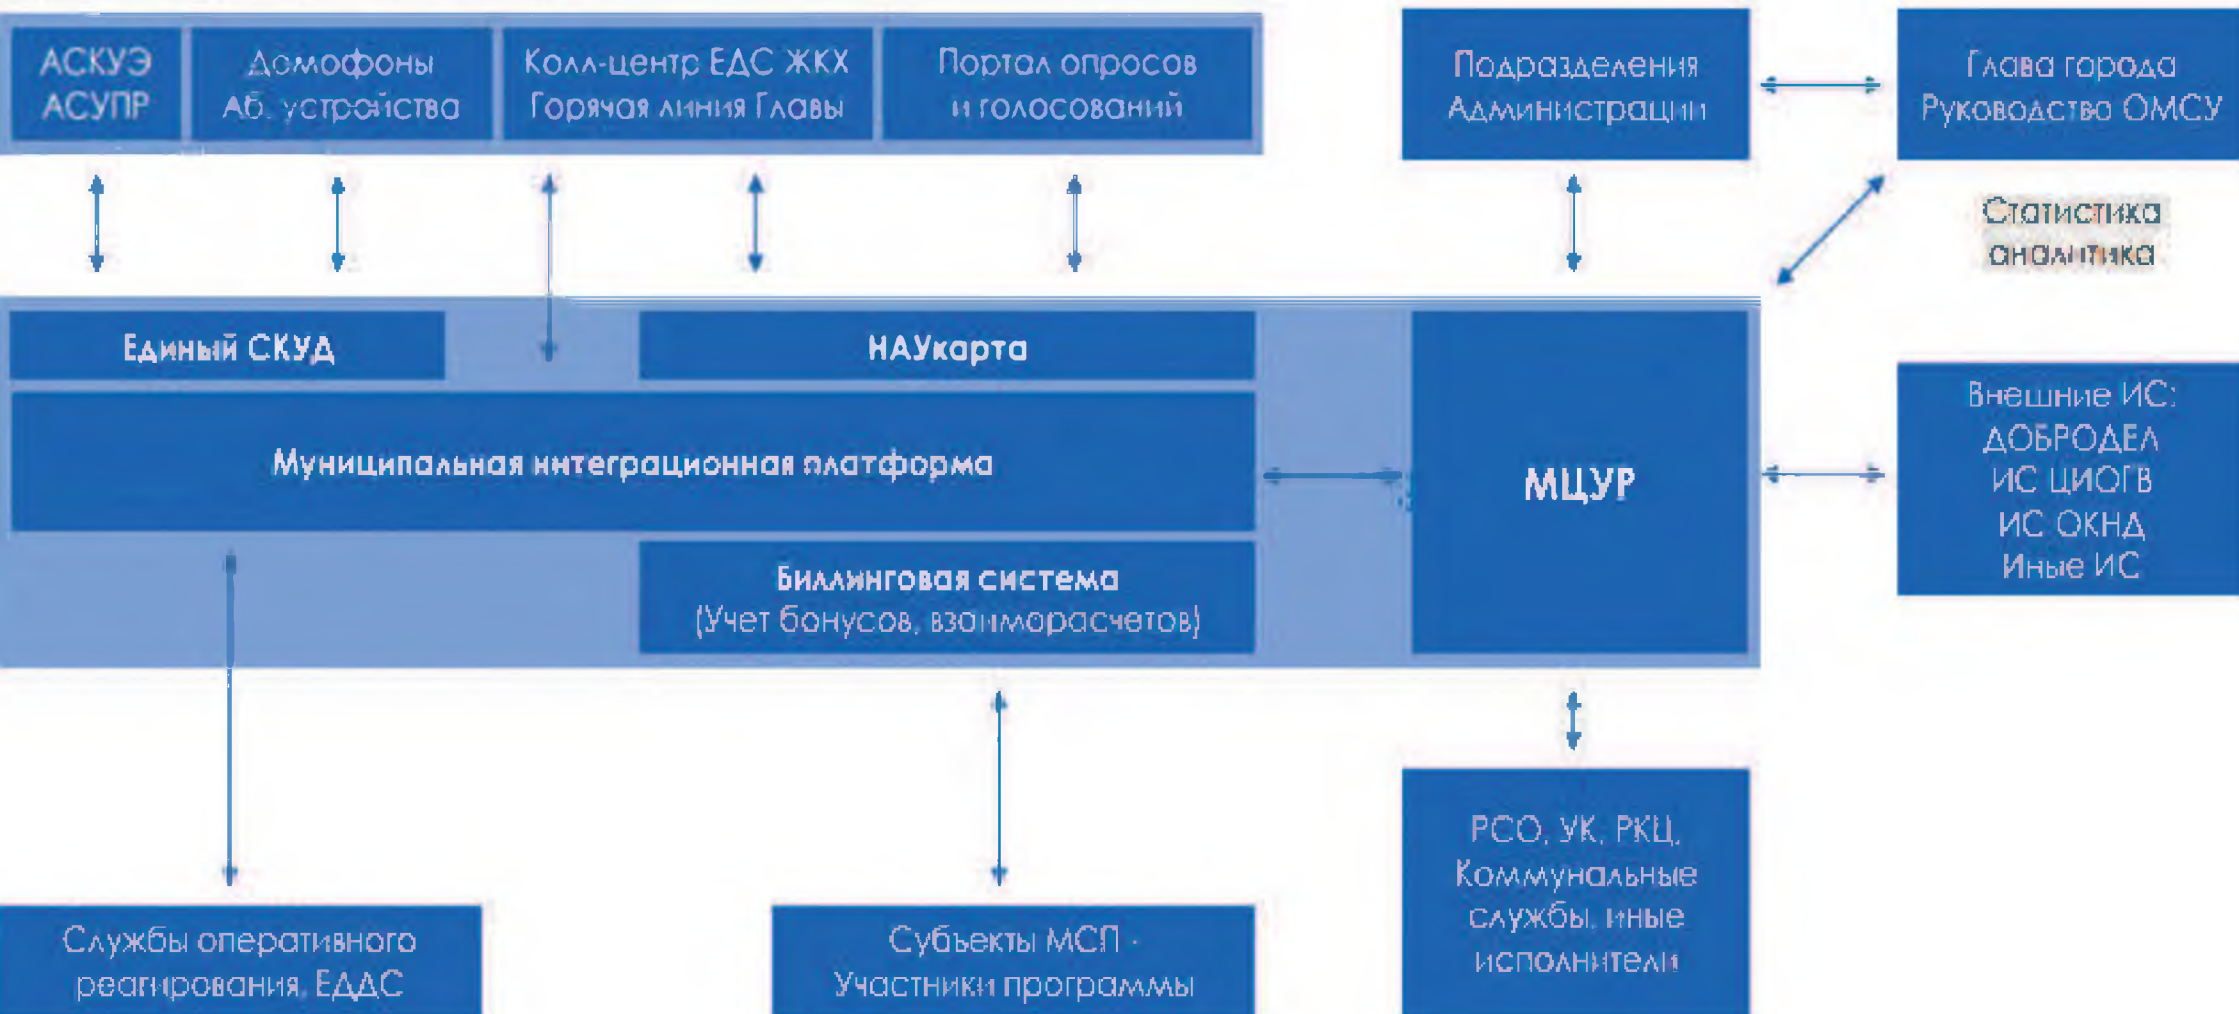 АСКУЭ
АСУПР
Домофоны
Аб. устройства
Колл-центр ЕДС ЖКХ
Горячая линия Главы
Портал опросов
и голосований
Подразделения
Администрации
Глава города
Руководство ОМСУ
Статистика
аналитика
Единый СКУД
НАУкарта
Муниципальная интеграционная платформа
МЦУР
Внешние ИС:
ДОБРОДЕЛ
ИС ЦИОГВ
ИС ОКНД
Иные ИС
Биллинговая система
(Учет бонусов, взаиморасчетов)
РСО, УК, РКЦ,
Коммунальные
службы, иные
исполнители
Службы оперативного
реагирования, ЕДДС
Субъекты МСП -
Участники программы